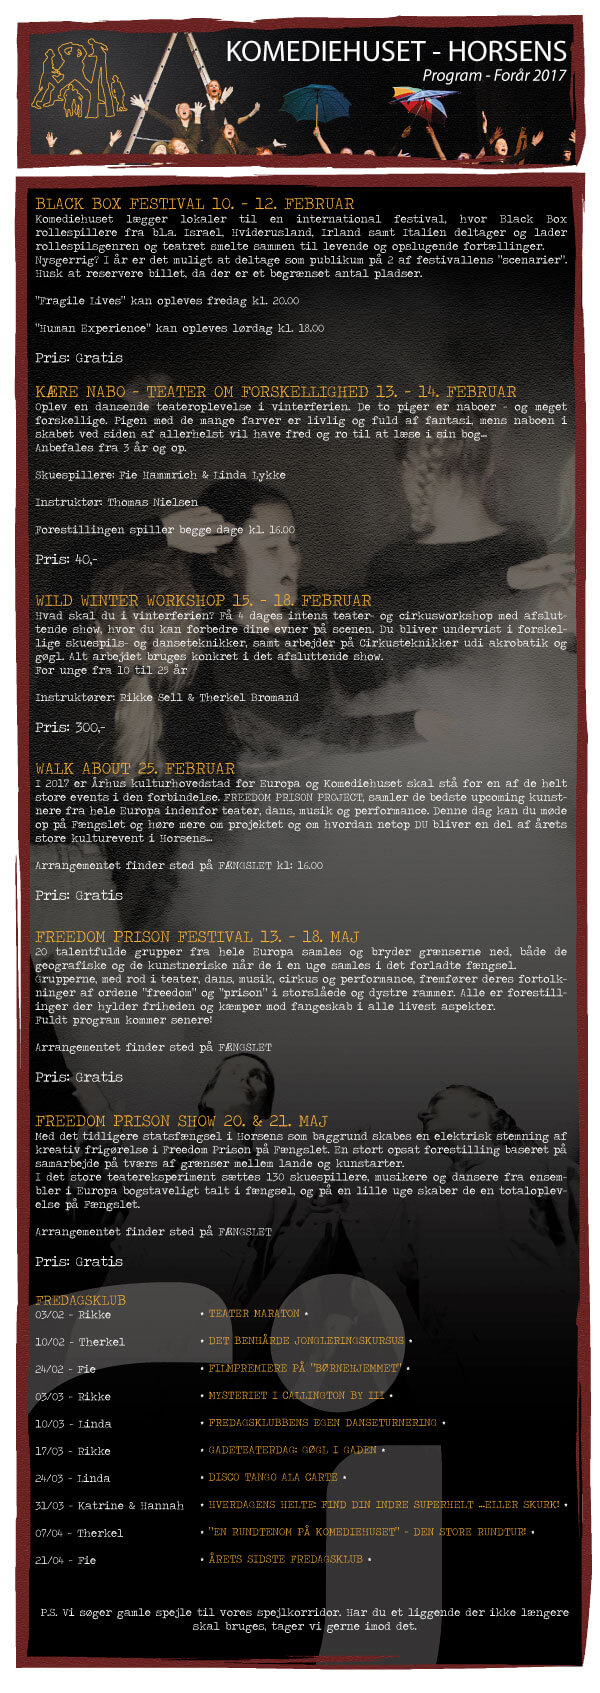 KOMEDIEHUSET - HORSENS
Program - Forår 2017
BLACK BOX FESTIVAL 10. - 12. FEBRUAR
Komediehuset lægger lokaler til en international festival, hvor Black Box
rollespillere fra bl.a. Israel, Hviderusland, Irland samt Italien deltager og lader
rollespilsgenren og teatret smelte sammen til levende og opslugende fortællinger.
Nysgerrig? I år er det muligt at deltage som publikum på 2 af festivallens "scenarier".
Husk at reservere billet, da der er et begrænset antal pladser.
"Fragile Lives" kan opleves fredag kl. 20.00
"Human Experience" kan opleves lørdag kl. 18.00
Pris: Gratis
KÆRE NABO - TEATER OM FORSKELLIGHED 13. - 14. FEBRUAR
Oplev en dansende teateroplevelse i vinterferien. De to piger er naboer - og meget
forskellige. Pigen med de mange farver er livlig og fuld af fantasi, mens naboen i
skabet ved siden af allerhelst vil have fred og ro til at læse i sin bog...
Anbefales fra 3 år og op.
Skuespillere: Fie Hammrich & Linda Lykke
Instruktør: Thomas Nielsen
Forestillingen spiller begge dage kl. 16.00
Pris: 40,-
WILD WINTER WORKSHOP 15. - 18. FEBRUAR
Hvad skal du i vinterferien? Få 4 dages intens teater- og cirkusworkshop med afslut-
tende show, hvor du kan forbedre dine evner på scenen. Du bliver undervist i forskel-
lige skuespils- og danseteknikker, samt arbejder på Cirkusteknikker udi akrobatik og
gøgl. Alt arbejdet bruges konkret i det afsluttende show.
For unge fra 10 til 25 år
Instruktører: Rikke Sell & Therkel Bromand
Pris: 300,-
WALK ABOUT 25. FEBRUAR
I 2017 er Århus kulturhovedstad for Europa og Komediehuset skal stå for en af de helt
store events i den forbindelse. FREEDOM PRISON PROJECT, samler de bedste upcoming kunst-
nere fra hele Europa indenfor teater, dans, musik og performance. Denne dag kan du møde
op på Fængslet og høre mere om projektet og om hvordan netop DU bliver en del af årets
store kulturevent i Horsens...
Arrangementet finder sted på FÆNGSLET kl: 16.00
Pris: Gratis
FREEDOM PRISON FESTIVAL 13. - 18. MAJ
20 talentfulde grupper fra hele Europa samles og bryder grænserne ned, både de
geografiske og de kunstneriske når de i en uge samles i det forladte fængsel.
Grupperne, med rod i teater, dans, musik, cirkus og performance, fremfører deres fortolk-
ninger af ordene "freedom" og "prison" i storslåede og dystre rammer. Alle er forestill-
inger der hylder friheden og kæmper mod fangeskab i alle livest aspekter.
Fuldt program kommer senere!
Arrangementet finder sted på FÆNGSLET
Pris: Gratis
FREEDOM PRISON SHOW 20. & 21. MAJ
Med det tidligere statsfængsel i Horsens som baggrund skabes en elektrisk stemning af
kreativ frigørelse i Freedom Prison på Fængslet. En stort opsat forestilling baseret på
samarbejde på tværs af grænser mellem lande og kunstarter.
I det store teatereksperiment sættes 130 skuespillere, musikere og dansere fra ensem-
bler i Europa bogstaveligt talt i fængsel, og på en lille uge skaber de en totaloplev-
else på Fængslet.
Arrangementet finder sted på FÆNGSLET
Pris: Gratis
FREDAGSKLUB
03/02 - Rikke • TEATER MARATON •
10/02 - Therkel • DET BENHÅRDE JONGLERINGSKURSUS •
24/02 - Fie • FILMPREMIERE PÅ "BØRNEHJEMMET" •
03/03 - Rikke • MYSTERIET I CALLINGTON BY III •
10/03 - Linda • FREDAGSKLUBBENS EGEN DANSETURNERING •
17/03 - Rikke • GADETEATERDAG: GØGL I GADEN •
24/03 - Linda • DISCO TANGO ALA CARTE •
31/03 - Katrine & Hannah • HVERDAGENS HELTE: FIND DIN INDRE SUPERHELT ...ELLER SKURK! •
07/04 - Therkel • "EN RUNDTENOM PÅ KOMEDIEHUSET" - DEN STORE RUNDTUR! •
21/04 - Fie • ÅRETS SIDSTE FREDAGSKLUB •
P.S. Vi søger gamle spejle til vores spejlkorridor. Har du et liggende der ikke længere
skal bruges, tager vi gerne imod det.